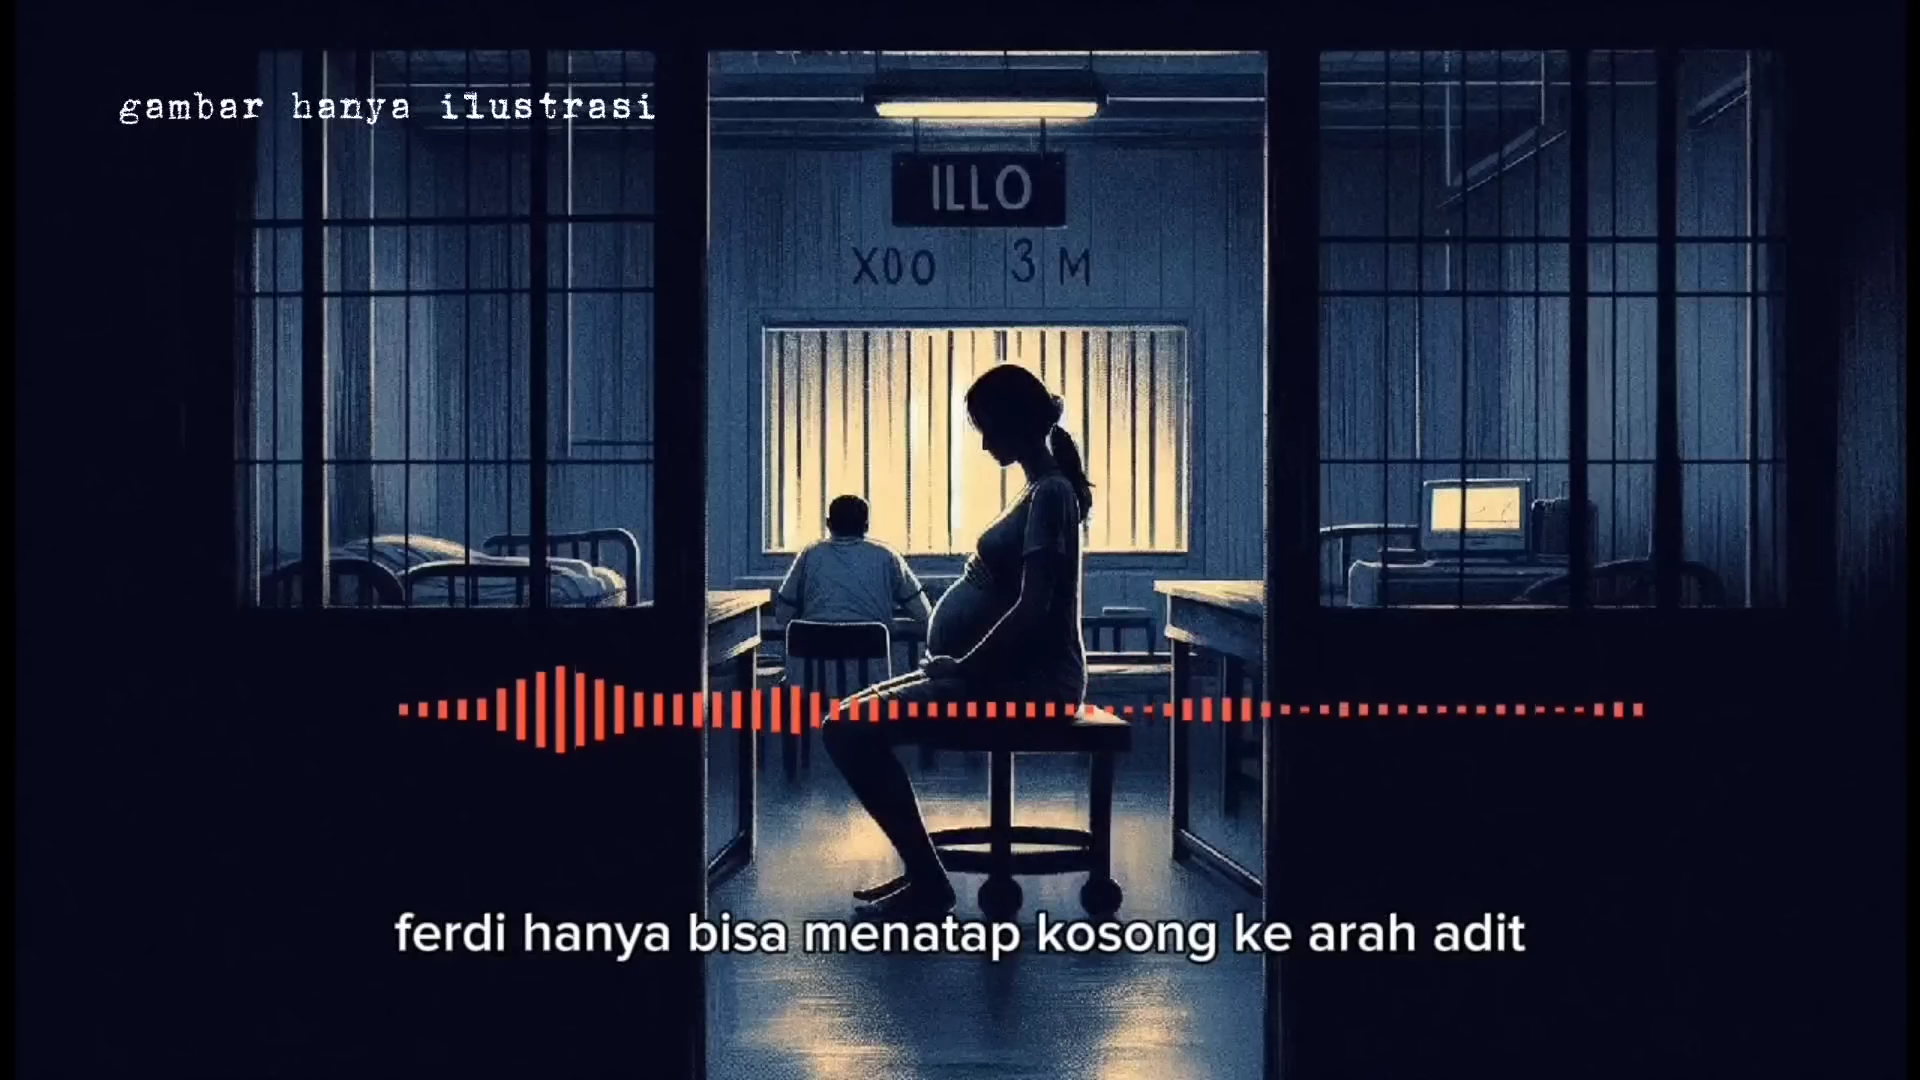 gambar hanya ilustrasi
ILLO
X00 3 M
ferdi hanya bisa menatap kosong ke arah adit